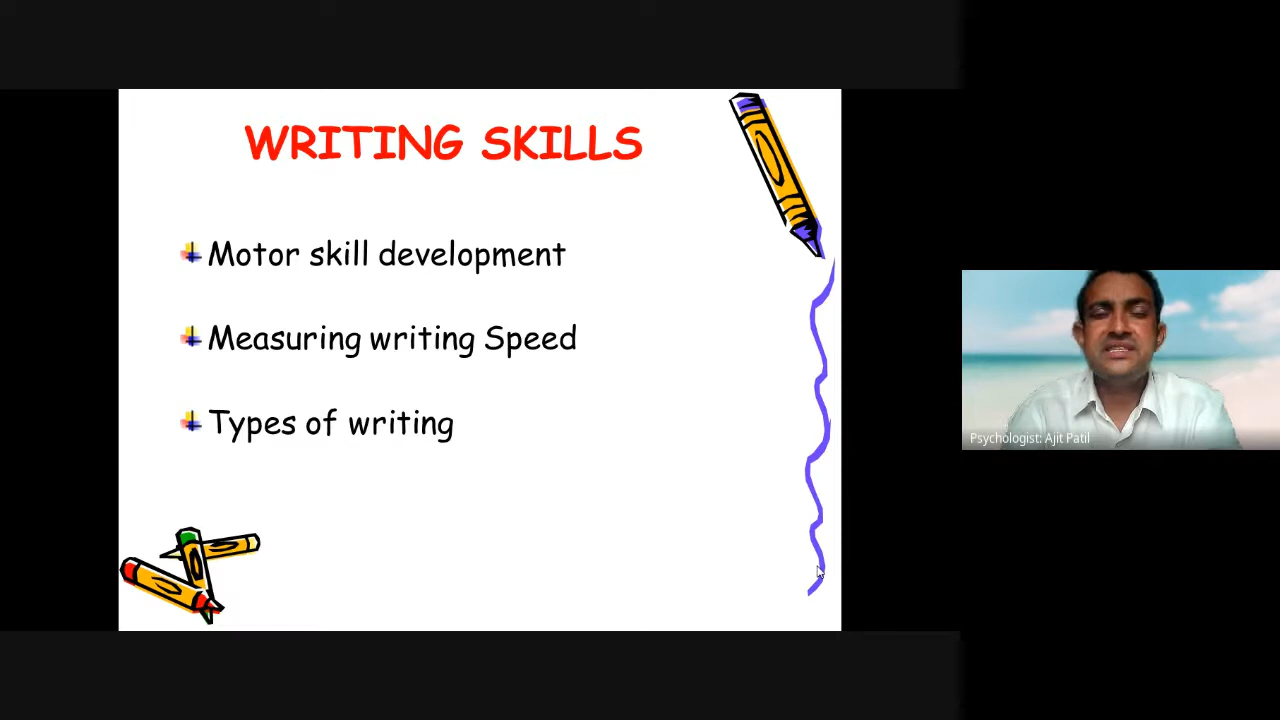 WRITING SKILLS
Motor skill development
Measuring writing Speed
Types of writing
Psychologist: Ajit Patil